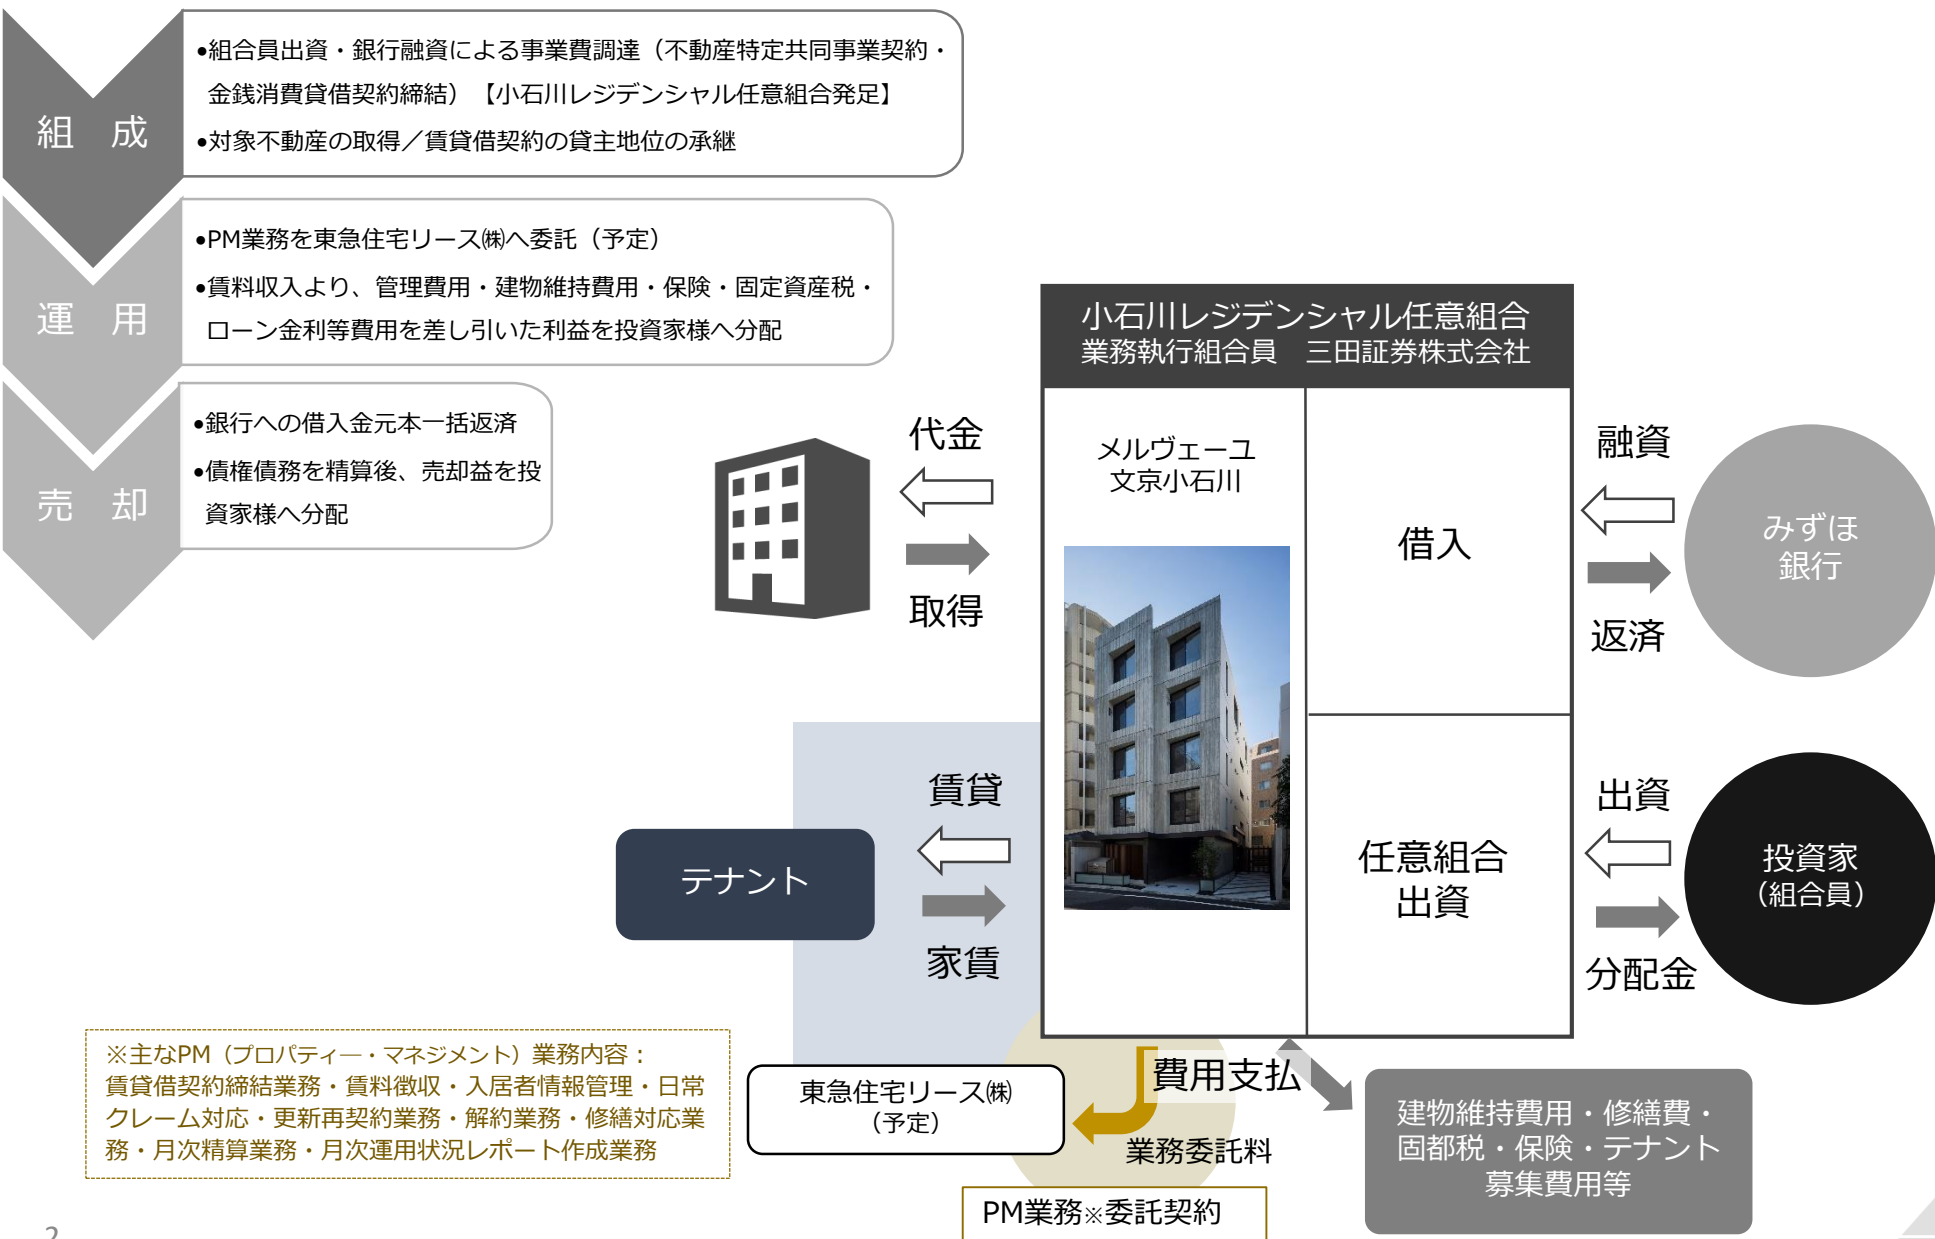 組 成
•組合員出資・銀行融資による事業費調達（不動産特定共同事業契約・
金銭消費貸借契約締結）【小石川レジデンシャル任意組合発足】
•対象不動産の取得／賃貸借契約の貸主地位の承継
運 用
•PM業務を東急住宅リース㈱へ委託（予定）
•賃料収入より、管理費用・建物維持費用・保険・固定資産税・
ローン金利等費用を差し引いた利益を投資家様へ分配
売 却
•銀行への借入金元本一括返済
•債権債務を精算後、売却益を投
資家様へ分配
小石川レジデンシャル任意組合
業務執行組合員　三田証券株式会社
代金
取得
メルヴェーユ
文京小石川
借入
融資
返済
みずほ
銀行
賃貸
家賃
テナント
任意組合
出資
出資
分配金
投資家
（組合員）
※主なPM（プロパティ―・マネジメント）業務内容：
賃貸借契約締結業務・賃料徴収・入居者情報管理・日常
クレーム対応・更新再契約業務・解約業務・修繕対応業
務・月次精算業務・月次運用状況レポート作成業務
東急住宅リース㈱
（予定）
費用支払
業務委託料
PM業務※委託契約
建物維持費用・修繕費・
固都税・保険・テナント
募集費用等
2